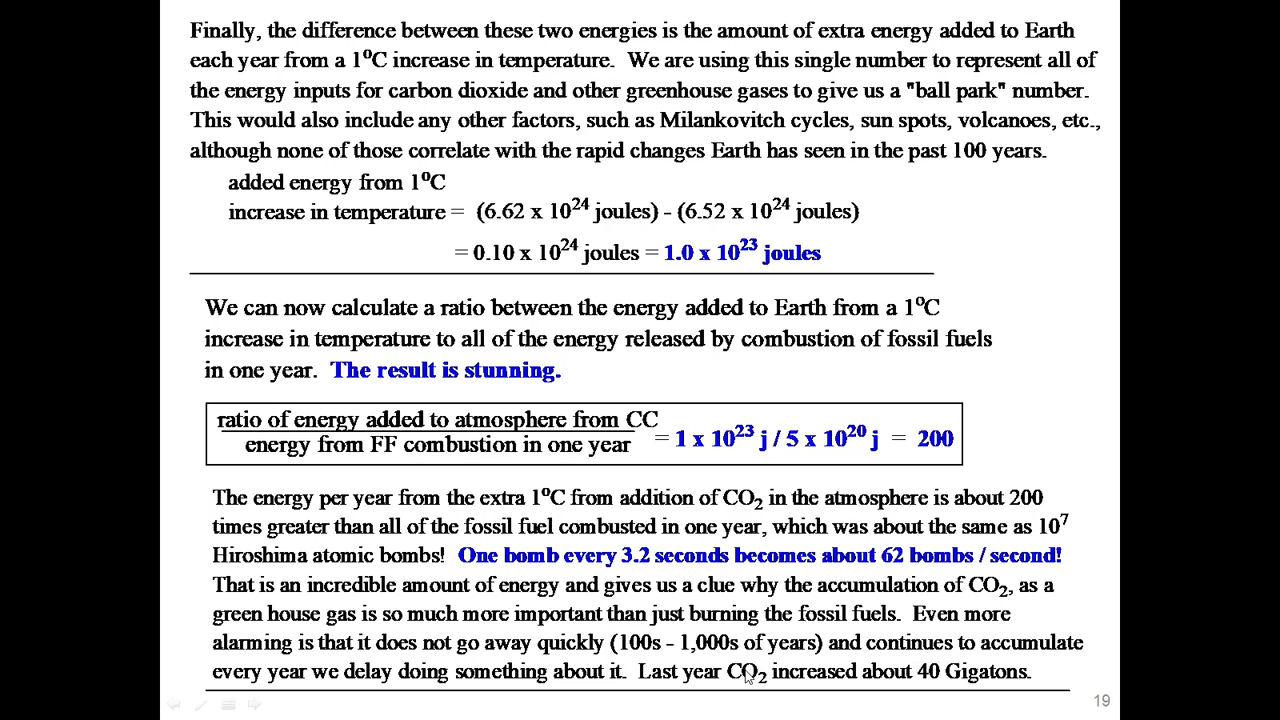 Finally, the difference between these two energies is the amount of extra energy added to Earth
each year from a 1⁰C increase in temperature. We are using this single number to represent all of
the energy inputs for carbon dioxide and other greenhouse gases to give us a "ball park" number.
This would also include any other factors, such as Milankovitch cycles, sun spots, volcanoes, etc.,
although none of those correlate with the rapid changes Earth has seen in the past 100 years.
added energy from 1⁰C
increase in temperature = (6.62 x 10²⁴ joules) - (6.52 x 10²⁴ joules)
= 0.10 x 10²⁴ joules = 1.0 x 10²³ joules
We can now calculate a ratio between the energy added to Earth from a 1⁰C
increase in temperature to all of the energy released by combustion of fossil fuels
in one year. The result is stunning.
ratio of energy added to atmosphere from CC
energy from FF combustion in one year = 1 x 10²³ j / 5 x 10²⁰ j = 200
The energy per year from the extra 1⁰C from addition of CO₂ in the atmosphere is about 200
times greater than all of the fossil fuel combusted in one year, which was about the same as 10⁷
Hiroshima atomic bombs! One bomb every 3.2 seconds becomes about 62 bombs / second!
That is an incredible amount of energy and gives us a clue why the accumulation of CO₂, as a
green house gas is so much more important than just burning the fossil fuels. Even more
alarming is that it does not go away quickly (100s - 1,000s of years) and continues to accumulate
every year we delay doing something about it. Last year CO₂ increased about 40 Gigatons.
19